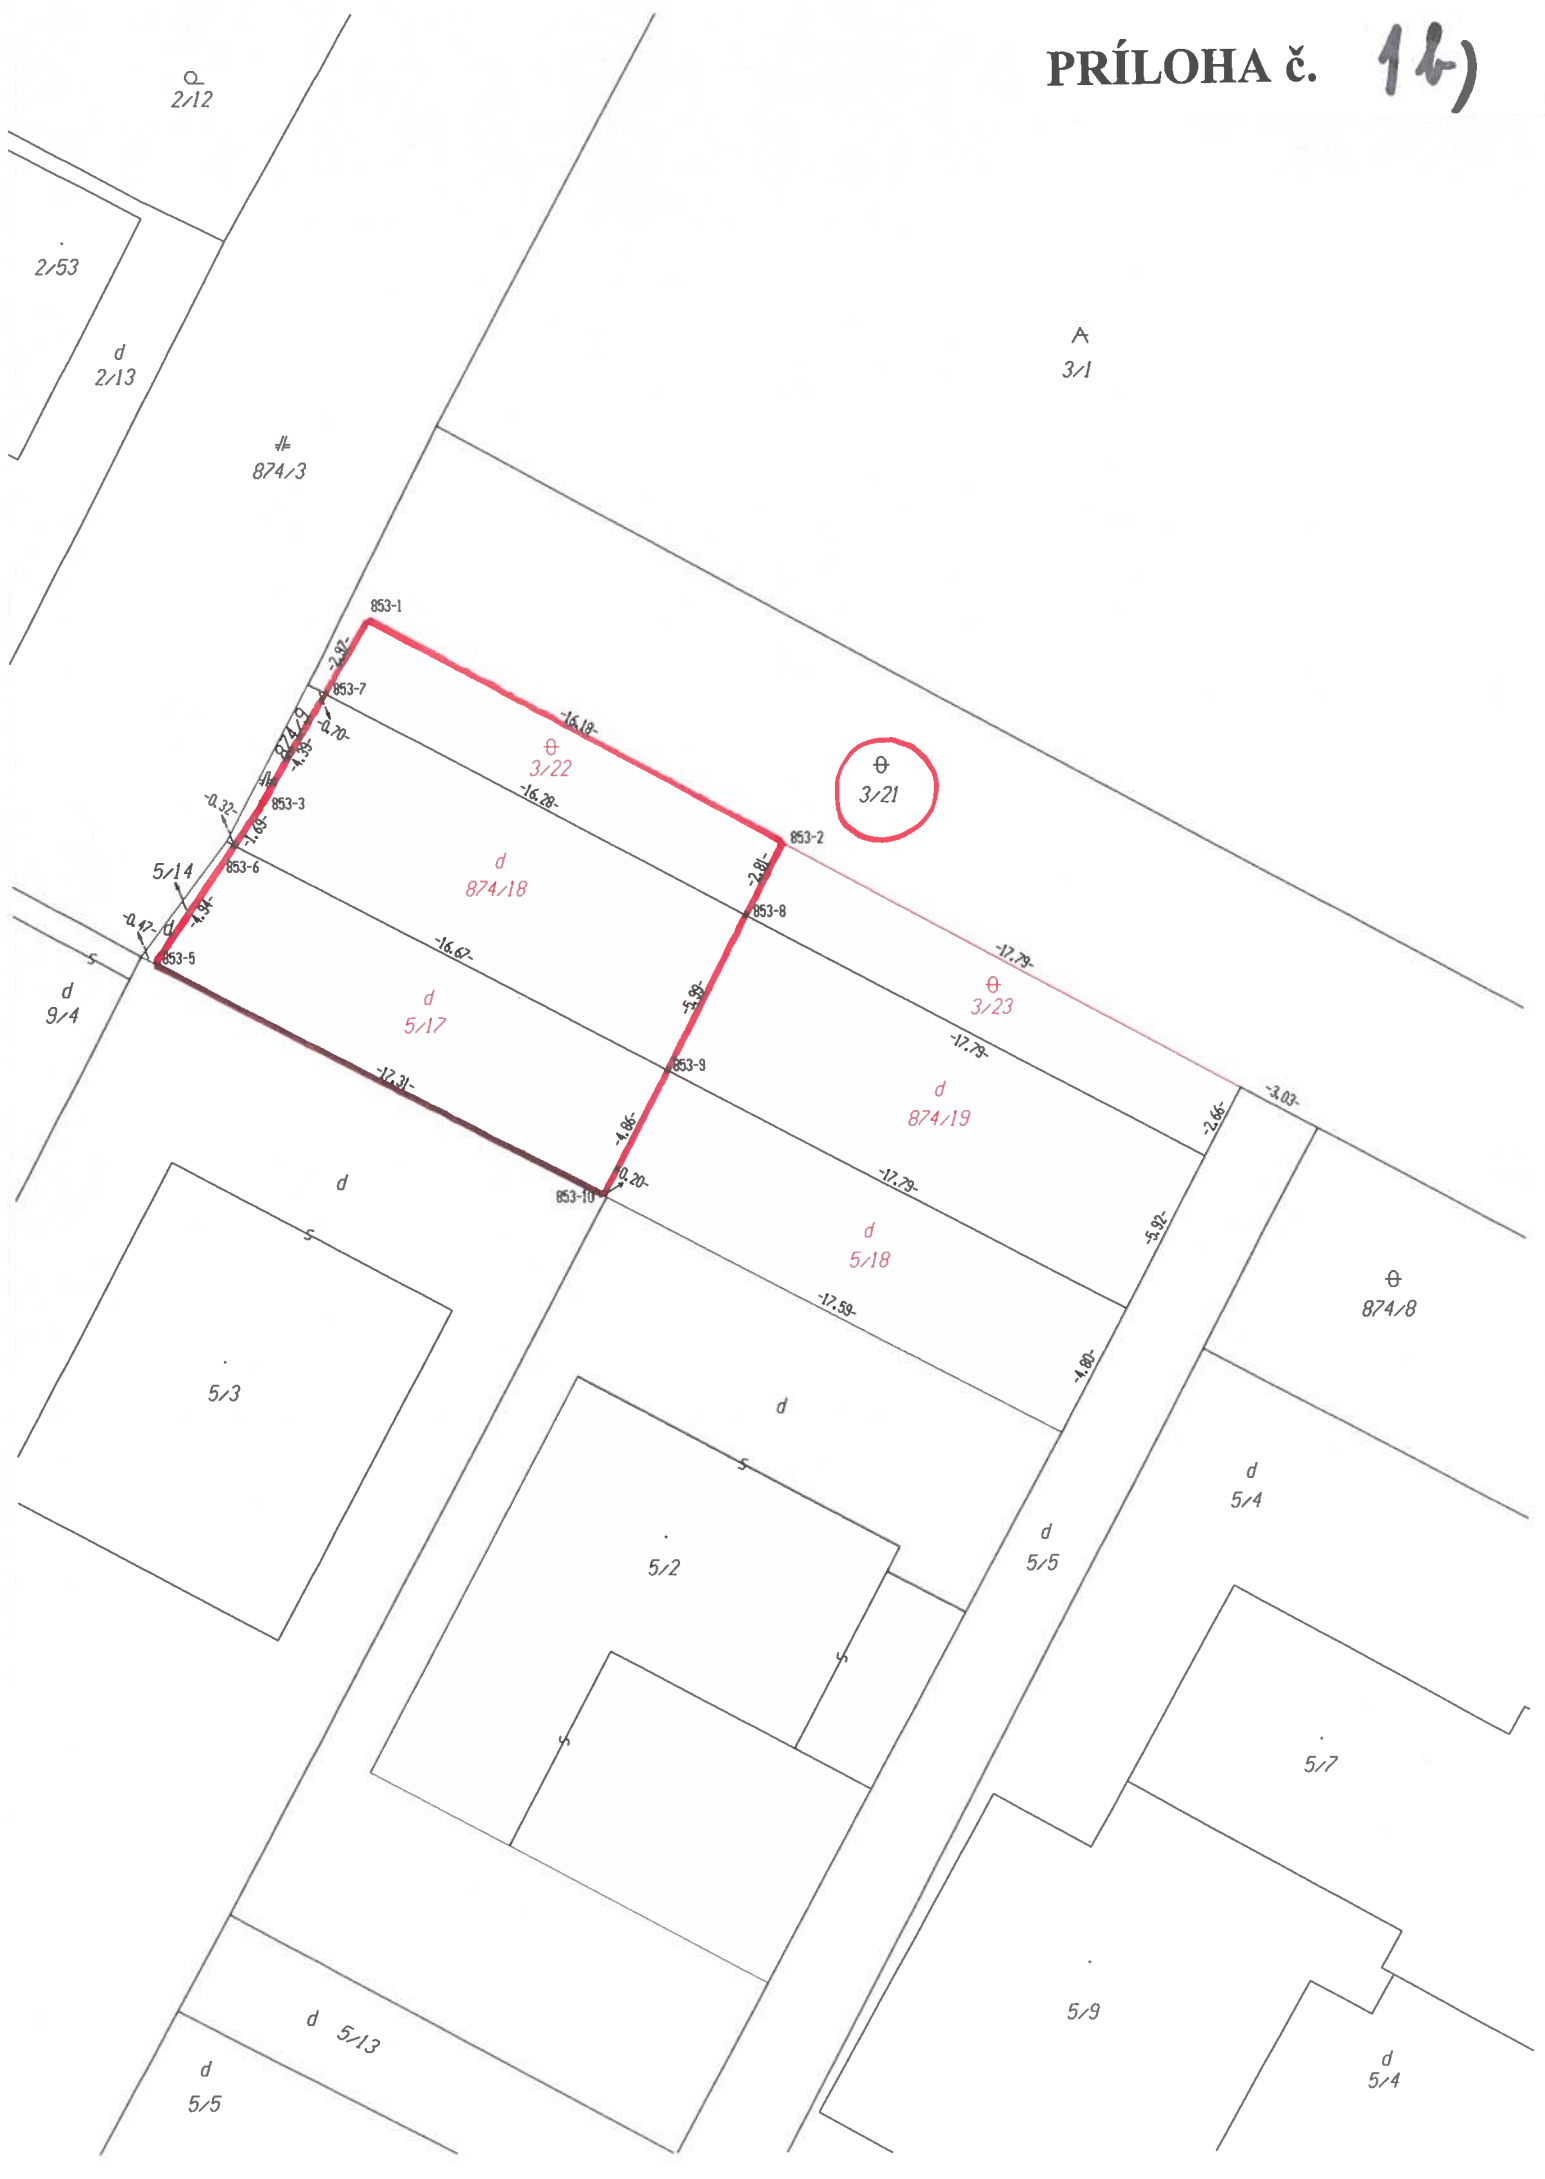 PRÍLOHA č. 1b)
2/12
2/53
d
2/13
874/3
3/1
853-1
-2.97-
853-7
-0.70-
-16.18-
874/9
-4.39-
3/22
3/21
-16.28-
853-3
-0.32-
-1.69-
853-2
853-6
d
874/18
-2.81-
5/14
-4.94-
853-8
-0.47-
d
853-5
-16.67-
-17.79-
s
d
9/4
d
5/17
-5.99-
3/23
-17.79-
853-9
-17.31-
d
874/19
-3.03-
-2.66-
-4.86-
-0.20-
853-10
-17.79-
d
s
d
5/18
-5.92-
874/8
-17.59-
-4.80-
5/3
d
s
d
5/4
d
5/5
5/2
s
s
5/7
5/9
d
5/13
d
5/5
d
5/4